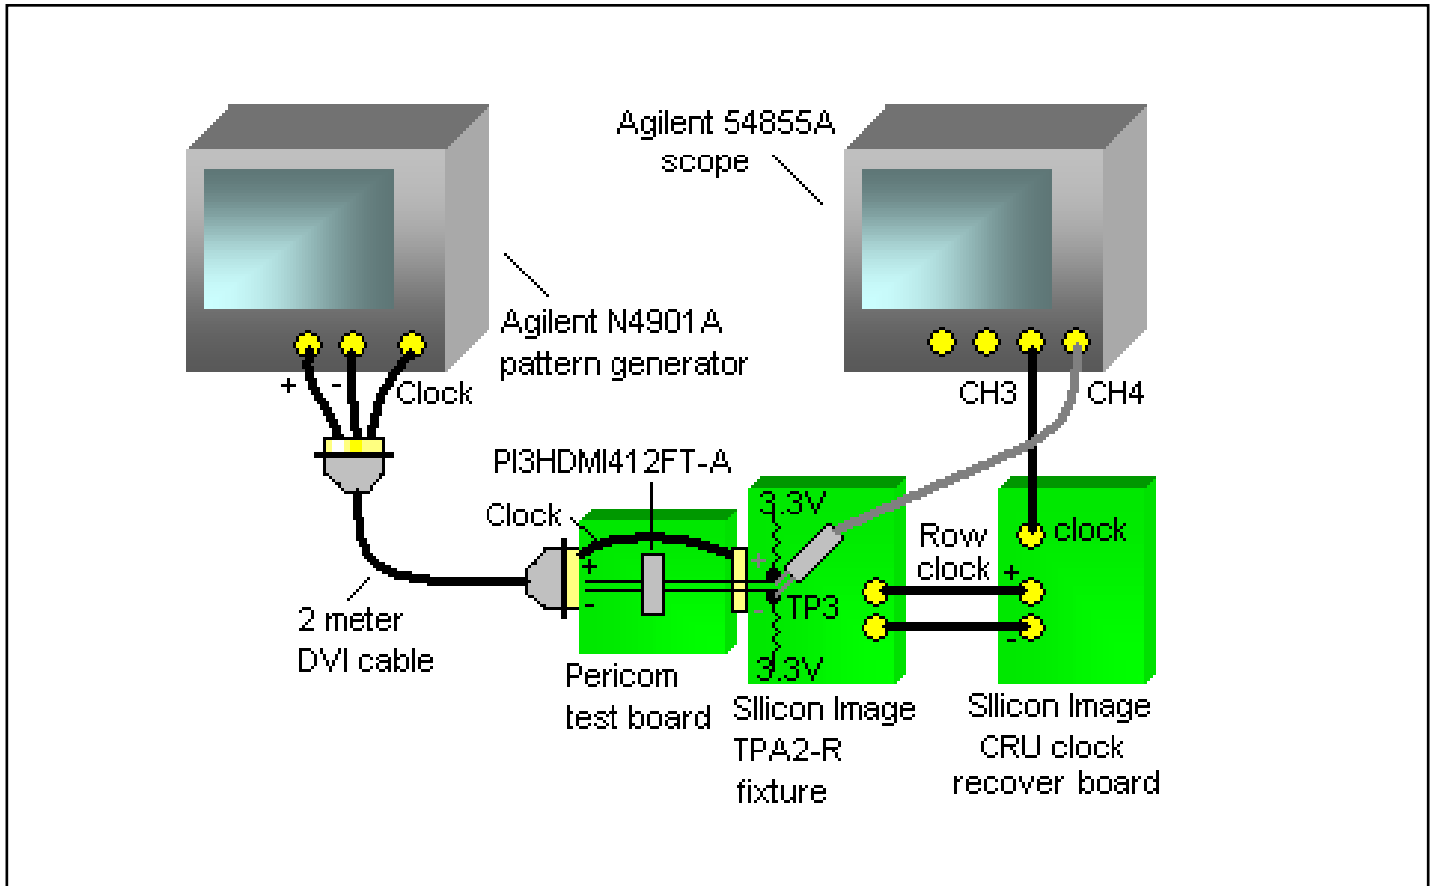 Agilent 54855A
scope
Agilent N4901A
pattern generator
+
-
Clock
CH3
CH4
PI3HDMI412FT-A
Clock
+
-
3.3V
+
-
TP3
3.3V
Row
clock
clock
+
-
2 meter
DVI cable
Pericom
test board
SIlicon Image
TPA2-R
fixture
SIlicon Image
CRU clock
recover board